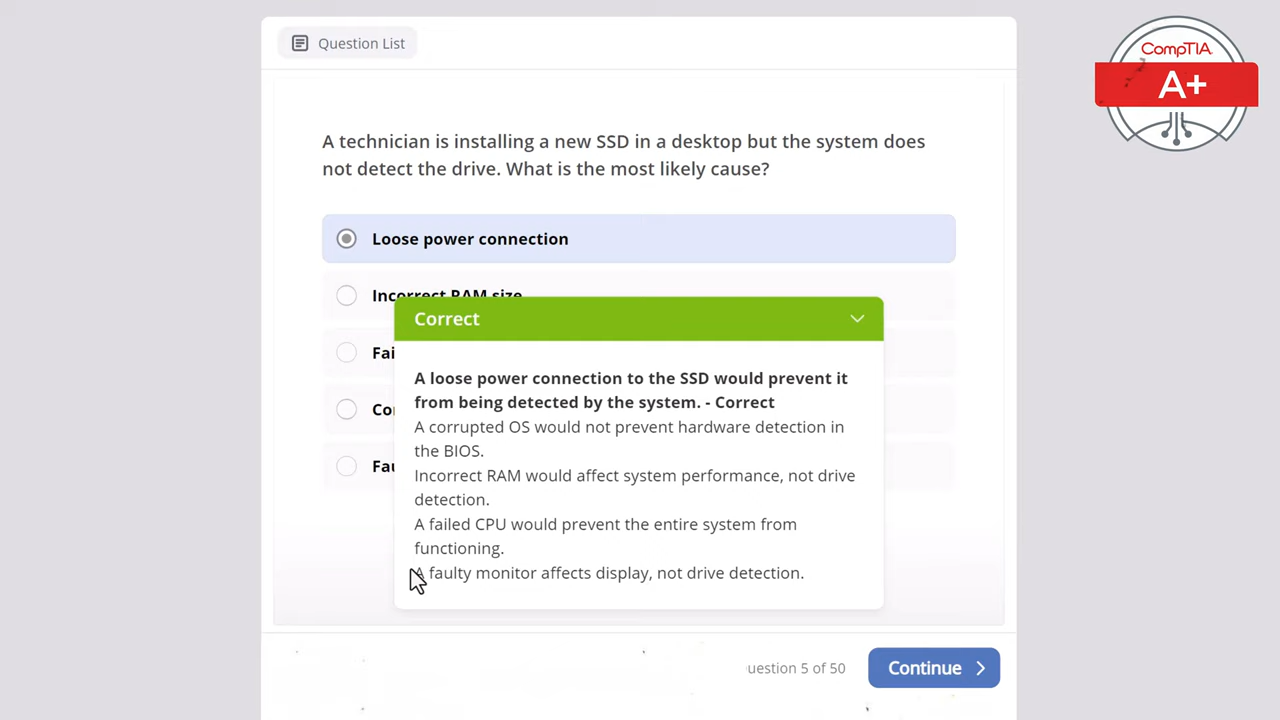 Question List
CompTIA
A+
A technician is installing a new SSD in a desktop but the system does
not detect the drive. What is the most likely cause?
Loose power connection
Incorrect RAM size
Correct
A loose power connection to the SSD would prevent it
from being detected by the system. - Correct
A corrupted OS would not prevent hardware detection in
the BIOS.
Incorrect RAM would affect system performance, not drive
detection.
A failed CPU would prevent the entire system from
functioning.
A faulty monitor affects display, not drive detection.
uestion 5 of 50
Continue